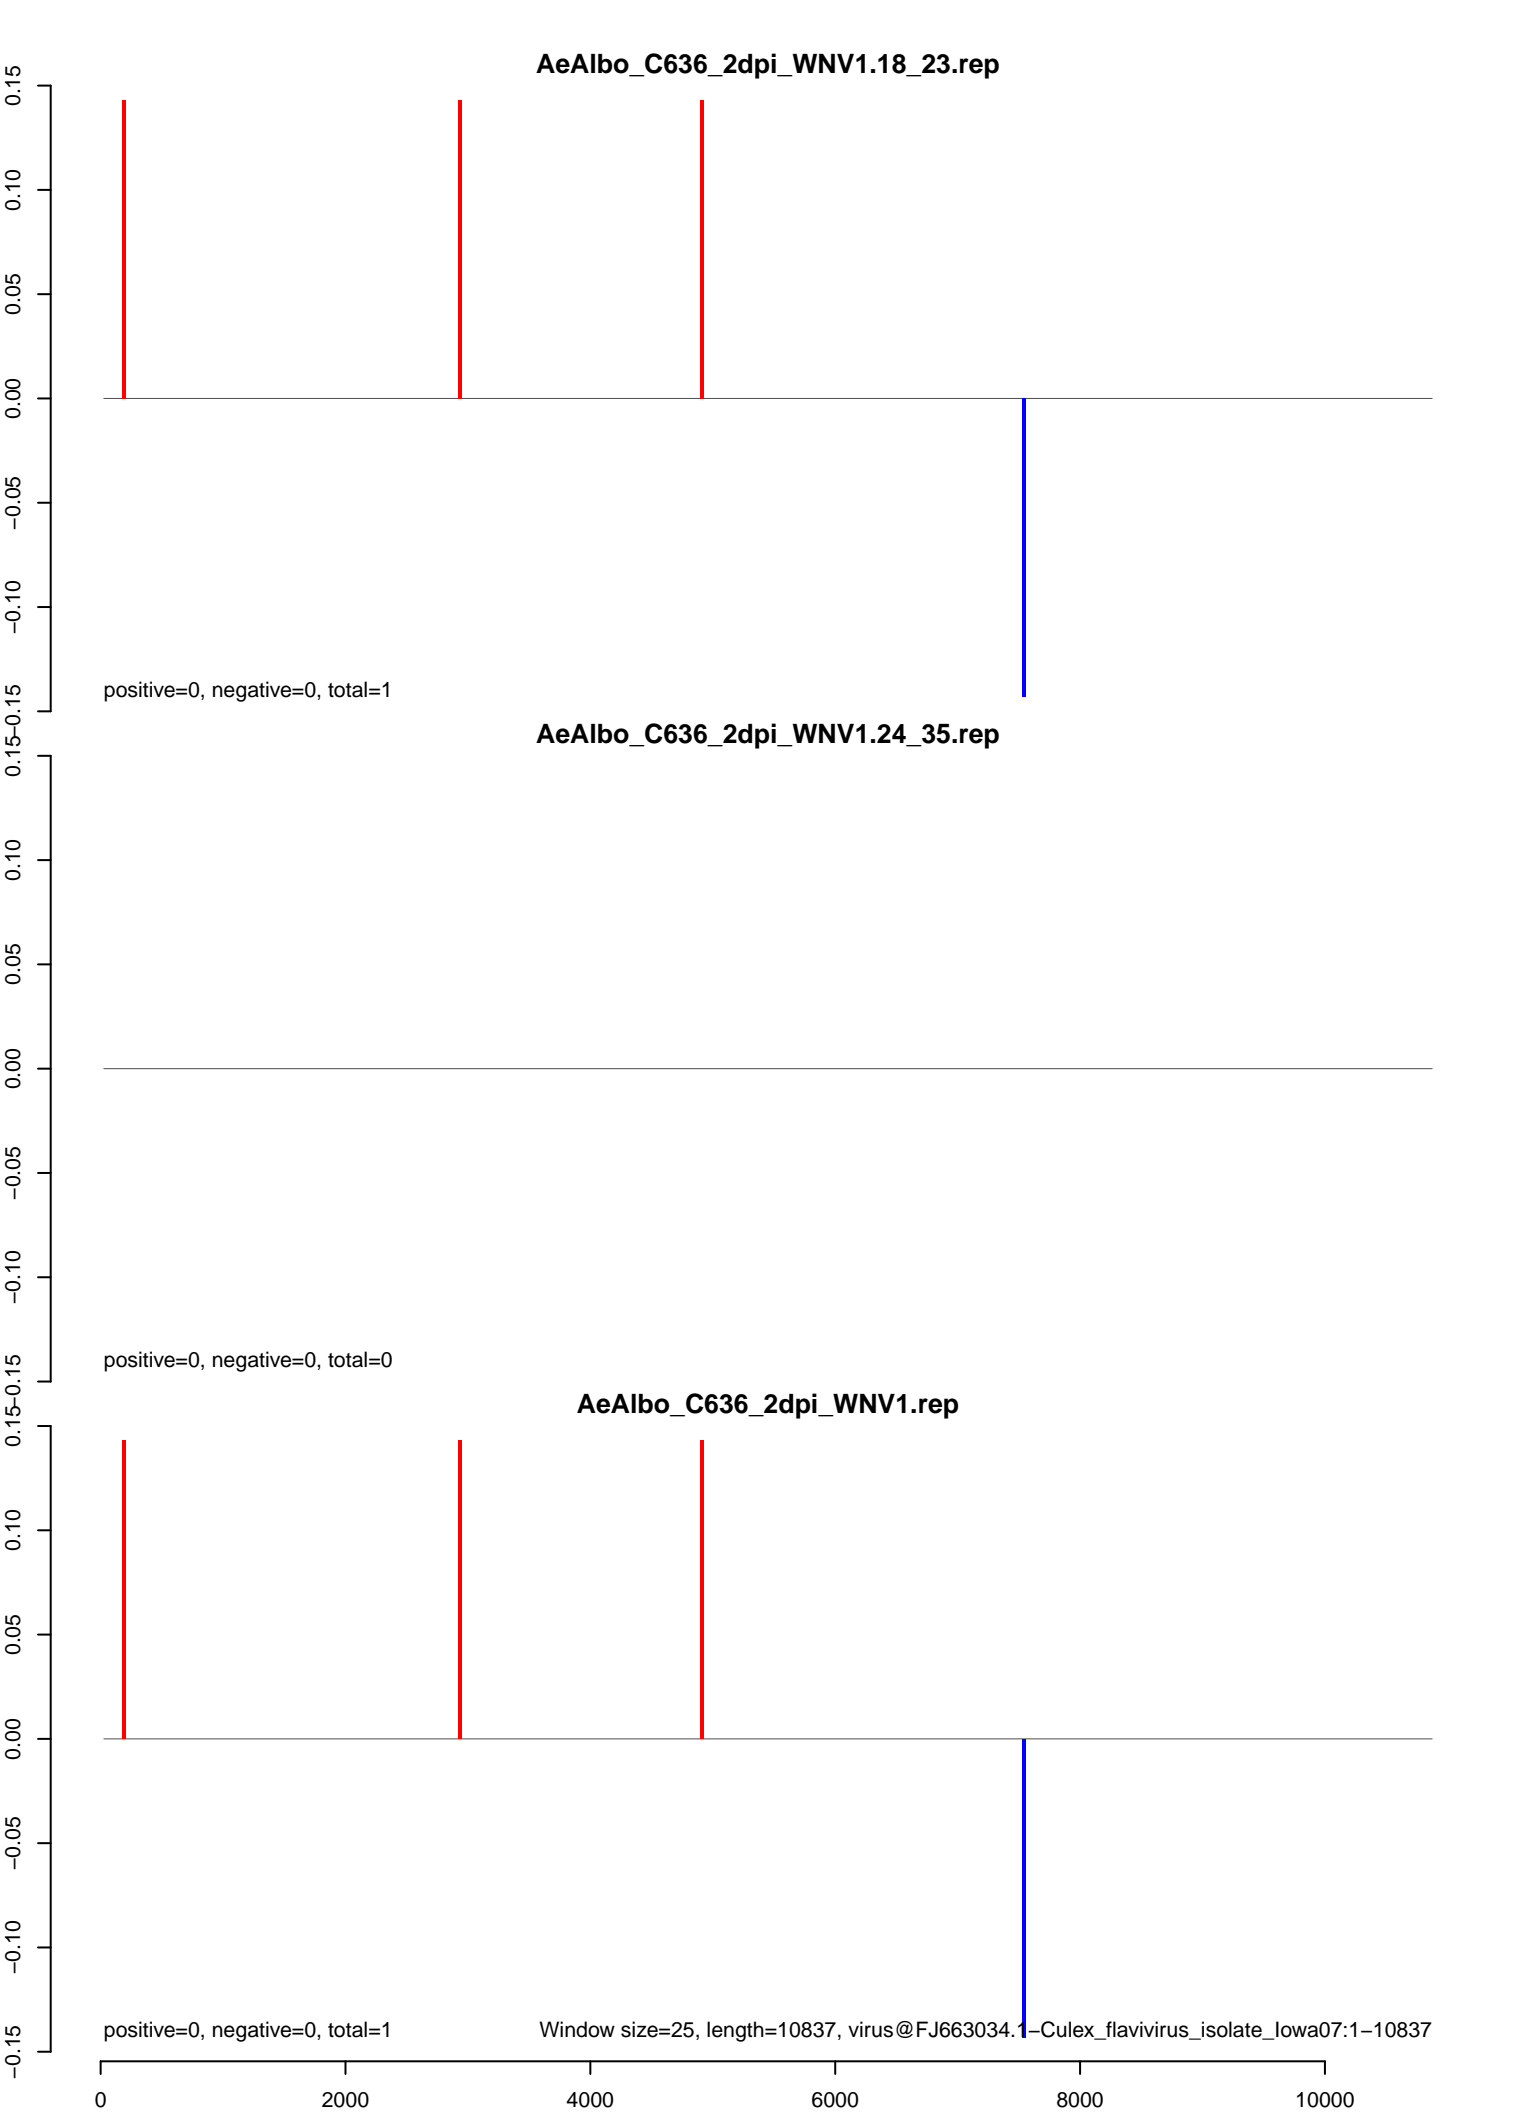 AeAlbo_C636_2dpi_WNV1.18_23.rep
0.15
0.10
0.05
0.00
−0.05
−0.10
−0.15
positive=0, negative=0, total=1
AeAlbo_C636_2dpi_WNV1.24_35.rep
0.15
0.10
0.05
0.00
−0.05
−0.10
−0.15
positive=0, negative=0, total=0
AeAlbo_C636_2dpi_WNV1.rep
0.15
0.10
0.05
0.00
−0.05
−0.10
−0.15
positive=0, negative=0, total=1
Window size=25, length=10837, virus@FJ663034.1−Culex_flavivirus_isolate_Iowa07:1−10837
0 2000 4000 6000 8000 10000